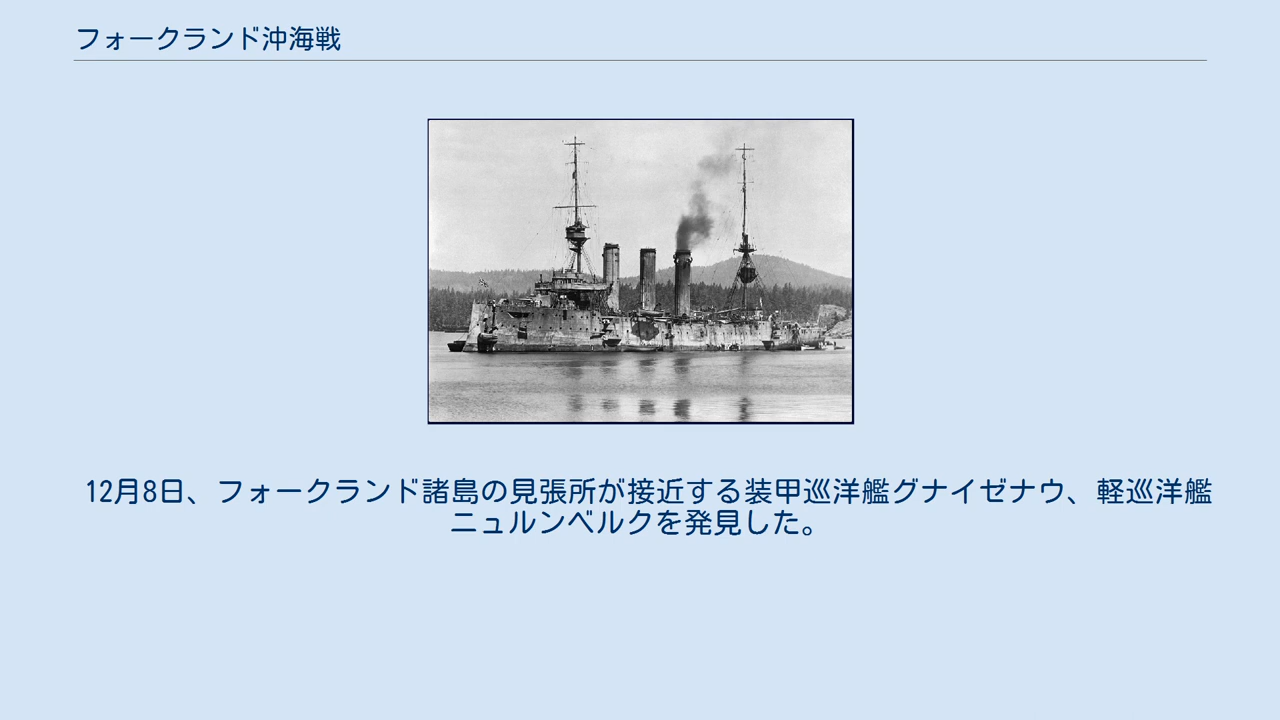 フォークランド沖海戦
12月8日、フォークランド諸島の見張所が接近する装甲巡洋艦グナイゼナウ、軽巡洋艦
ニュルンベルクを発見した。